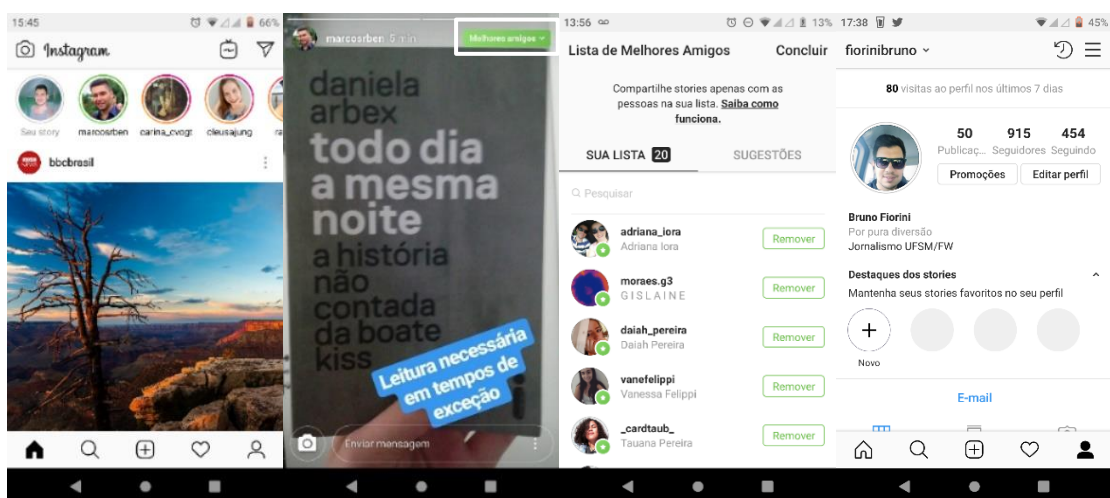 15:45
66%
Instagram
Seu story
marcosrben
carina_cvogt
cleusajung
bbcbrasil
marcosrben 5 min
Melhores amigos
daniela
arbex
todo dia
a mesma
noite
a história
não
contada
da boate
kiss
Leitura necessária
em tempos de
exceção
Enviar mensagem
13:56
13%
Lista de Melhores Amigos
Concluir
Compartilhe stories apenas com as
pessoas na sua lista. Saiba como
funciona.
SUA LISTA 20
SUGESTÕES
Pesquisar
adriana_iora
Adriana Iora
Remover
moraes.g3
GISLAINE
Remover
daiah_pereira
Daiah Pereira
Remover
vanefelippi
Vanessa Felippi
Remover
_cardtaub_
Tauana Pereira
Remover
17:38
45%
fiorinibruno
80 visitas ao perfil nos últimos 7 dias
50 915 454
Publicaç... Seguidores Seguindo
Promoções
Editar perfil
Bruno Fiorini
Por pura diversão
Jornalismo UFSM/FW
Destaques dos stories
Mantenha seus stories favoritos no seu perfil
Novo
E-mail